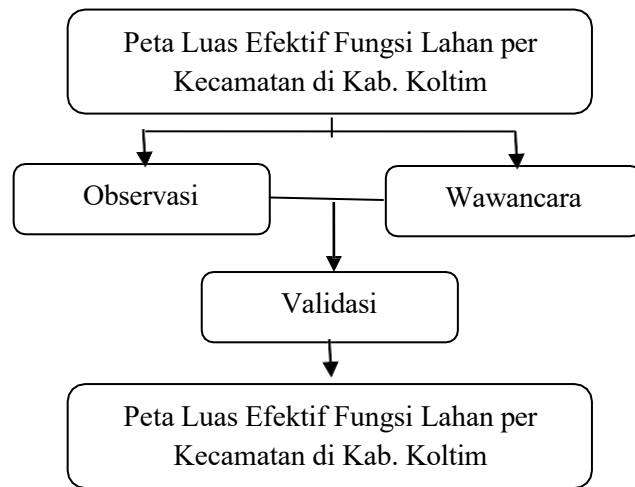 Peta Luas Efektif Fungsi Lahan per
Kecamatan di Kab. Koltim
Observasi
Wawancara
Validasi
Peta Luas Efektif Fungsi Lahan per
Kecamatan di Kab. Koltim